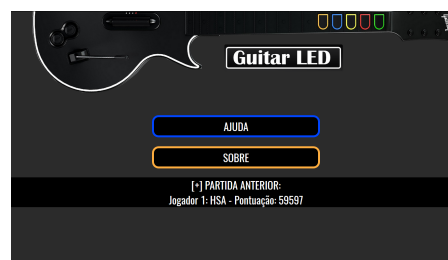 Guitar LED
AJUDA
SOBRE
[+] PARTIDA ANTERIOR:
Jogador 1: HSA - Pontuação: 59597